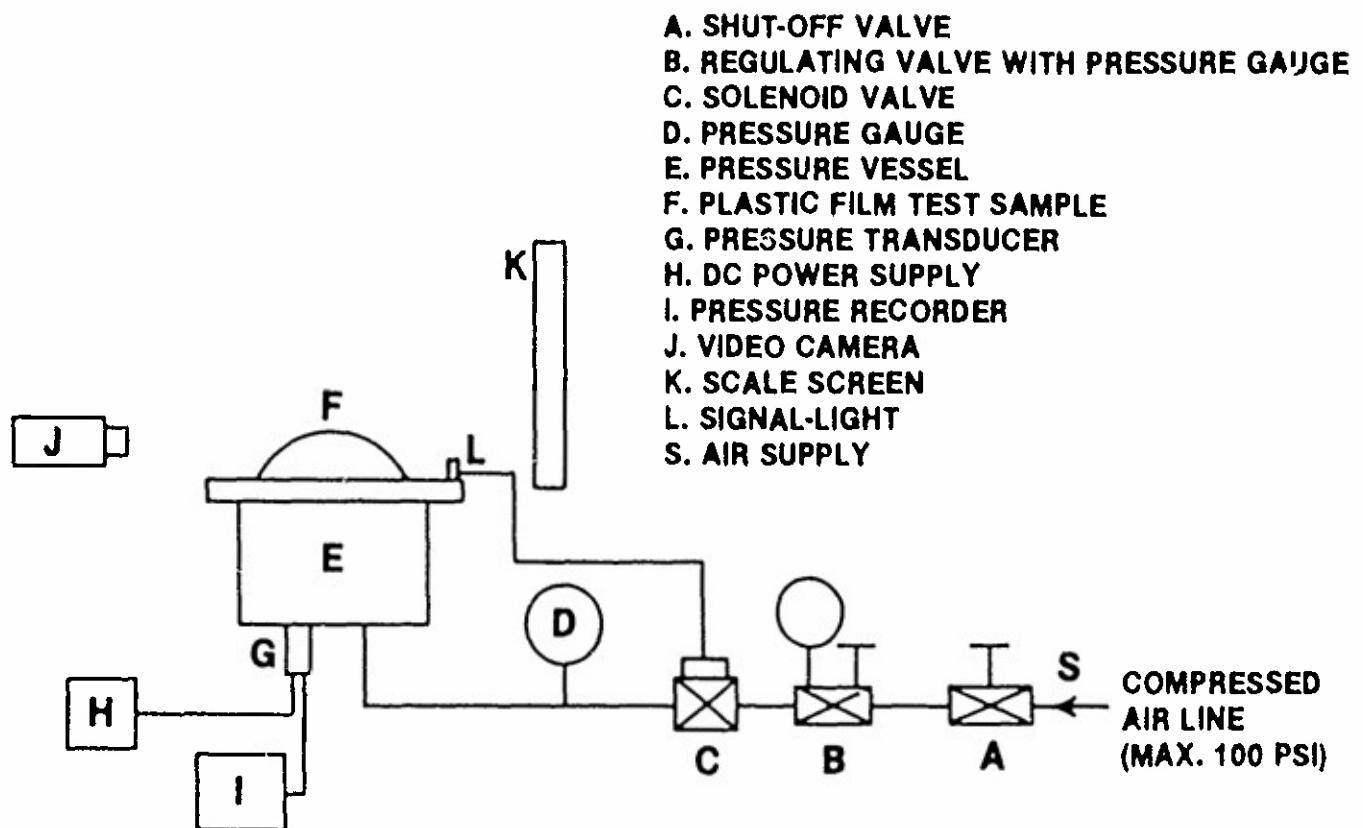 A. SHUT-OFF VALVE
B. REGULATING VALVE WITH PRESSURE GAUGE
C. SOLENOID VALVE
D. PRESSURE GAUGE
E. PRESSURE VESSEL
F. PLASTIC FILM TEST SAMPLE
G. PRESSURE TRANSDUCER
H. DC POWER SUPPLY
I. PRESSURE RECORDER
J. VIDEO CAMERA
K. SCALE SCREEN
L. SIGNAL-LIGHT
S. AIR SUPPLY
K
F
J
L
E
D
G
S
H
COMPRESSED
AIR LINE
(MAX. 100 PSI)
C
B
A
I